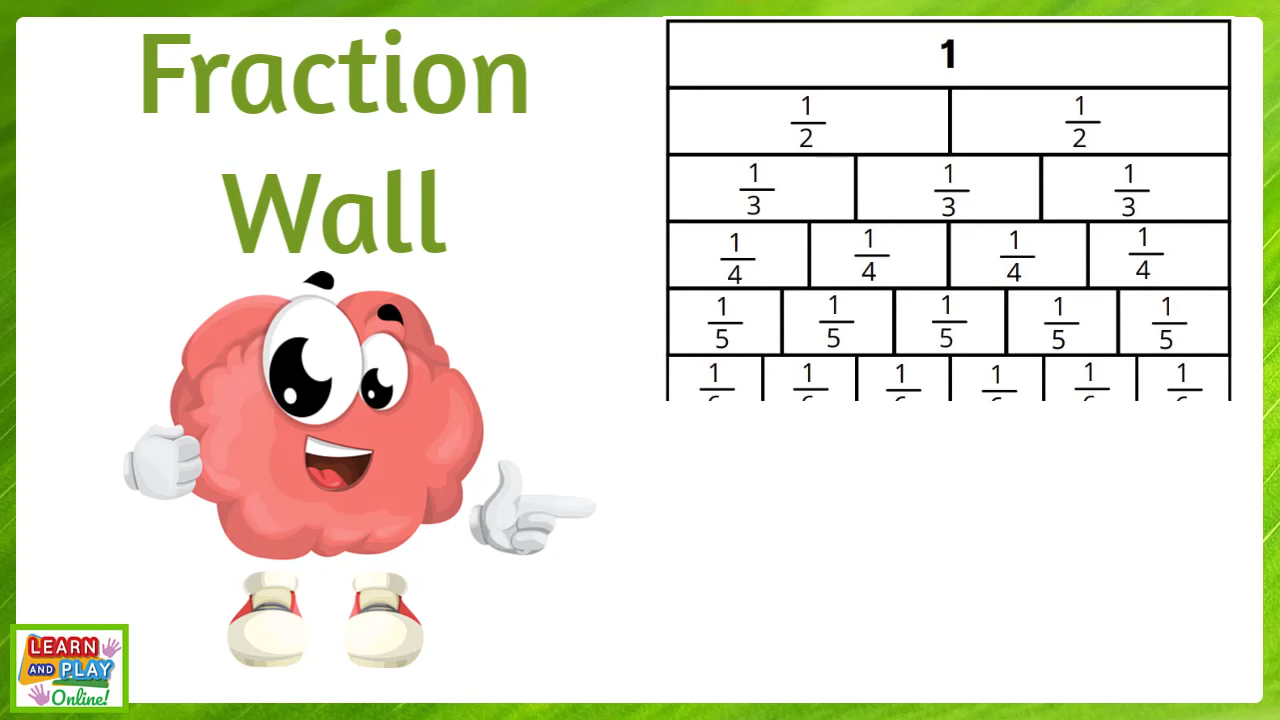 Fraction
Wall
1
1/2 1/2
1/3 1/3 1/3
1/4 1/4 1/4 1/4
1/5 1/5 1/5 1/5 1/5
1 1 1 1 1 1
LEARN
AND PLAY
Online!